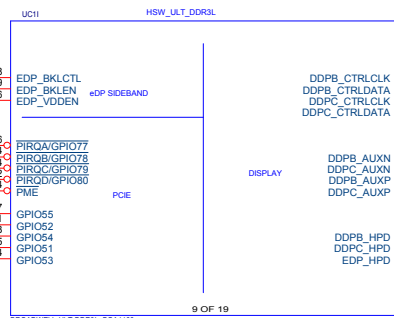 UC1I
HSW_ULT_DDR3L
EDP_BKLCTL
EDP_BKLEN
EDP_VDDEN
eDP SIDEBAND
DDPB_CTRLCLK
DDPB_CTRLDATA
DDPC_CTRLCLK
DDPC_CTRLDATA
PIRQA/GPIO77
PIRQB/GPIO78
PIRQC/GPIO79
PIRQD/GPIO80
PME
PCIE
DISPLAY
DDPB_AUXN
DDPC_AUXN
DDPB_AUXP
DDPC_AUXP
GPIO55
GPIO52
GPIO54
GPIO51
GPIO53
DDPB_HPD
DDPC_HPD
EDP_HPD
9 OF 19